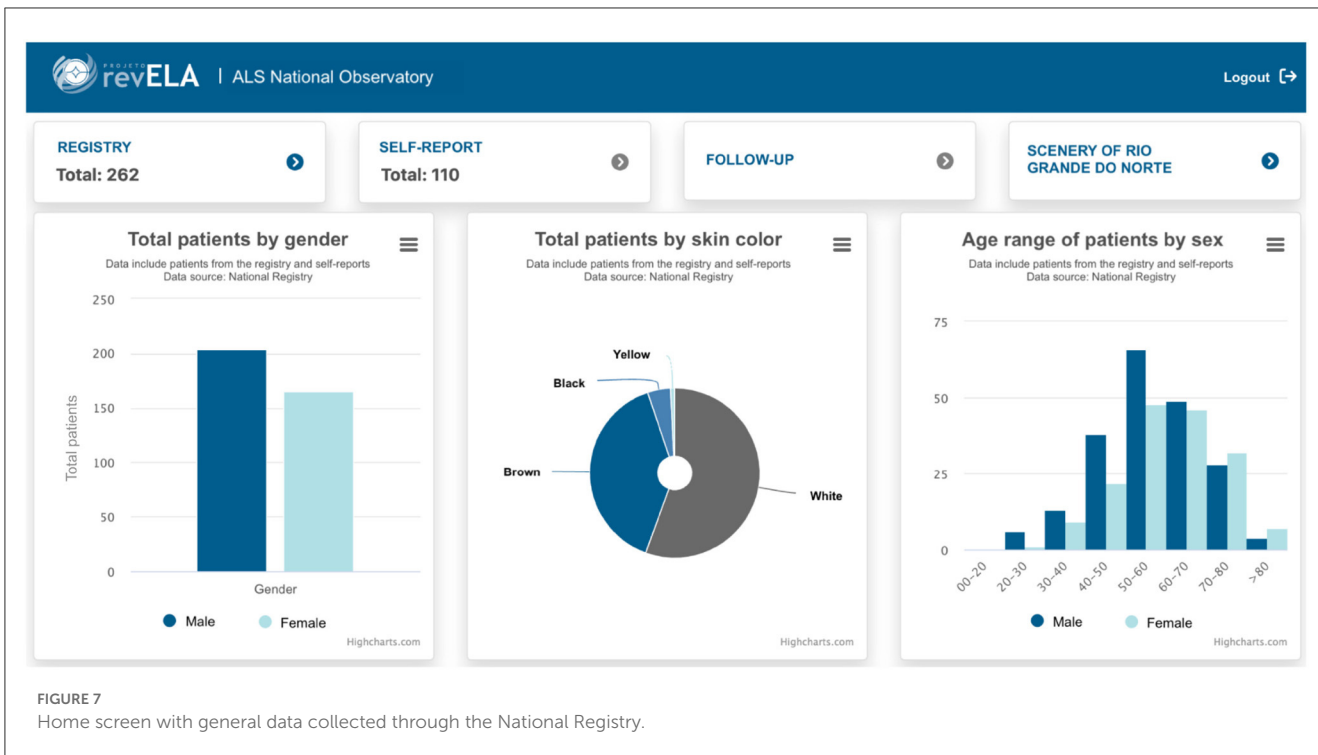 PROJETO
revELA | ALS National Observatory
Logout
REGISTRY
Total: 262
SELF-REPORT
Total: 110
FOLLOW-UP
SCENERY OF RIO
GRANDE DO NORTE
Total patients by gender
Data include patients from the registry and self-reports
Data source: National Registry
250
200
150
100
50
0
Total patients
Gender
Male
Female
Highcharts.com
Total patients by skin color
Data include patients from the registry and self-reports
Data source: National Registry
Yellow
Black
Brown
White
Highcharts.com
Age range of patients by sex
Data include patients from the registry and self-reports
Data source: National Registry
75
50
25
0
00-20
20-30
30-40
40-50
50-60
60-70
70-80
>80
Male
Female
Highcharts.com
FIGURE 7
Home screen with general data collected through the National Registry.